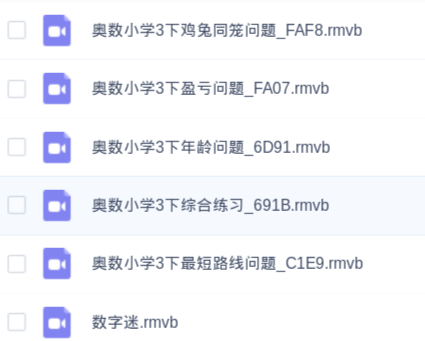 奥数小学3下鸡兔同笼问题_FAF8.rmvb
奥数小学3下盈亏问题_FA07.rmvb
奥数小学3下年龄问题_6D91.rmvb
奥数小学3下综合练习_691B.rmvb
奥数小学3下最短路线问题_C1E9.rmvb
数字迷.rmvb